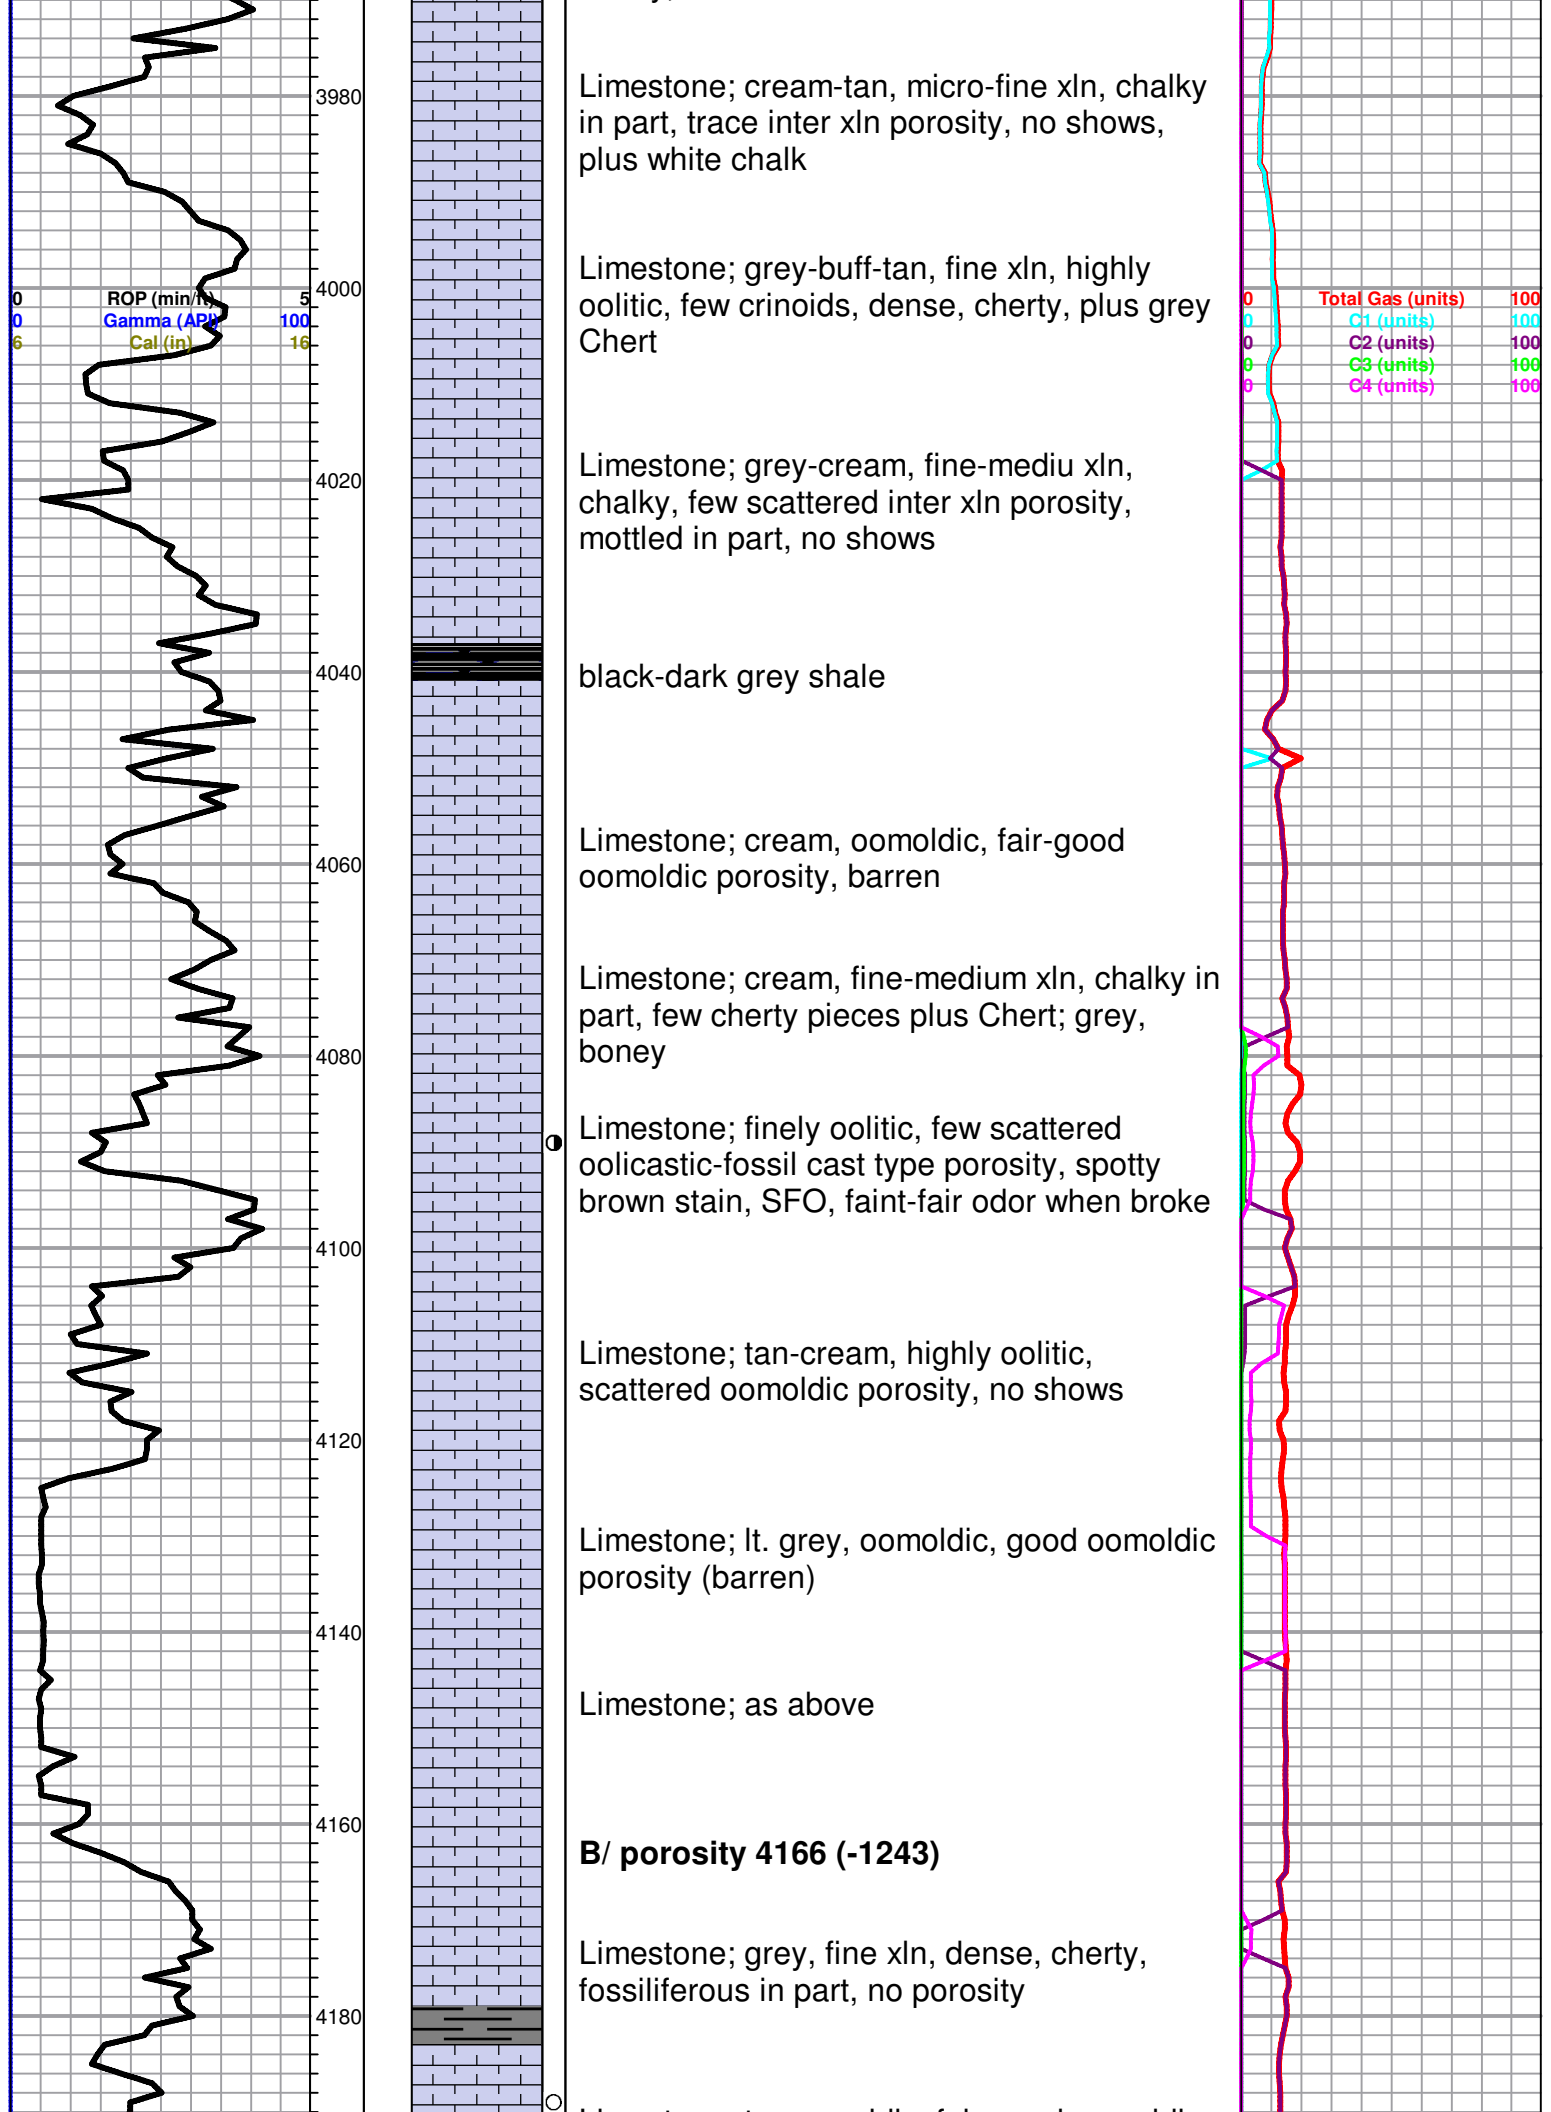 3980
Limestone; cream-tan, micro-fine xln, chalky
in part, trace inter xln porosity, no shows,
plus white chalk
Limestone; grey-buff-tan, fine xln, highly
oolitic, few crinoids, dense, cherty, plus grey
Chert
4000
0 ROP (min/ft) 5
0 Gamma (API) 100
6 Cal (in) 16
0 Total Gas (units) 100
0 C1 (units) 100
0 C2 (units) 100
0 C3 (units) 100
0 C4 (units) 100
4020
Limestone; grey-cream, fine-mediu xln,
chalky, few scattered inter xln porosity,
mottled in part, no shows
4040
black-dark grey shale
4060
Limestone; cream, oomoldic, fair-good
oomoldic porosity, barren
Limestone; cream, fine-medium xln, chalky in
part, few cherty pieces plus Chert; grey,
boney
4080
Limestone; finely oolitic, few scattered
oolicastic-fossil cast type porosity, spotty
brown stain, SFO, faint-fair odor when broke
4100
Limestone; tan-cream, highly oolitic,
scattered oomoldic porosity, no shows
4120
Limestone; lt. grey, oomoldic, good oomoldic
porosity (barren)
4140
Limestone; as above
4160
B/ porosity 4166 (-1243)
Limestone; grey, fine xln, dense, cherty,
fossiliferous in part, no porosity
4180